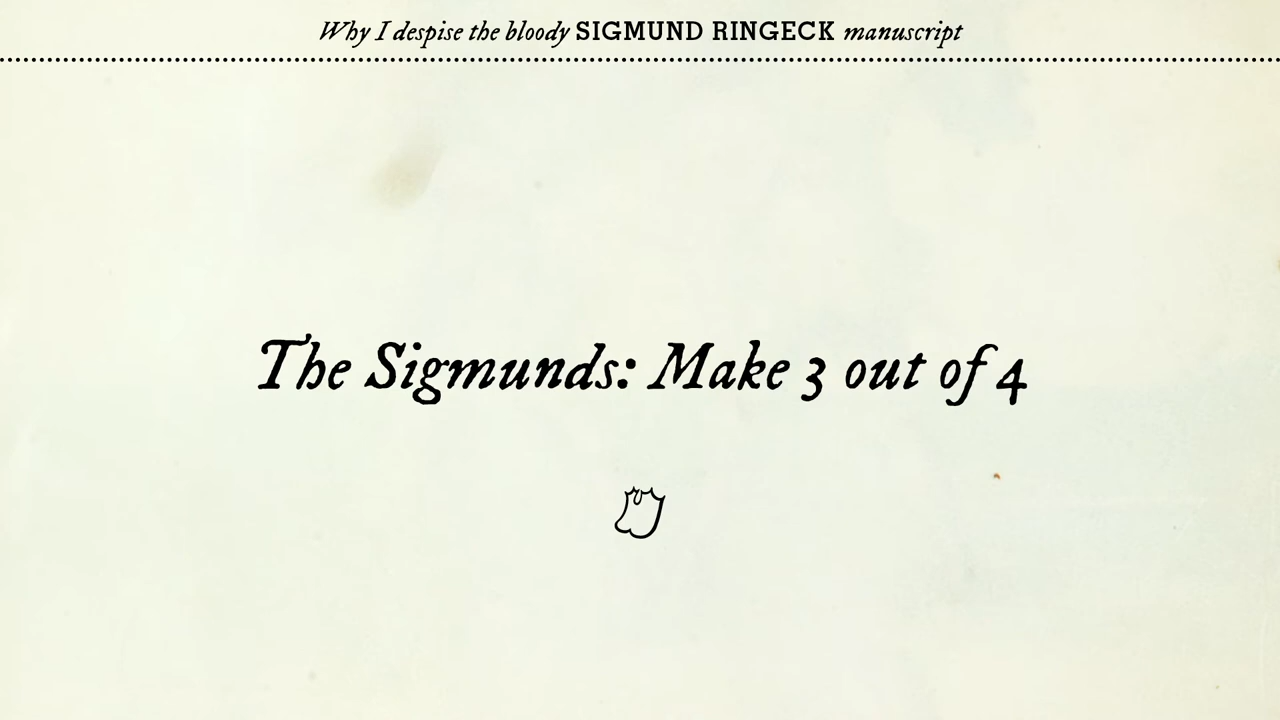 Why I despise the bloody SIGMUND RINGECK manuscript
The Sigmunds: Make 3 out of 4